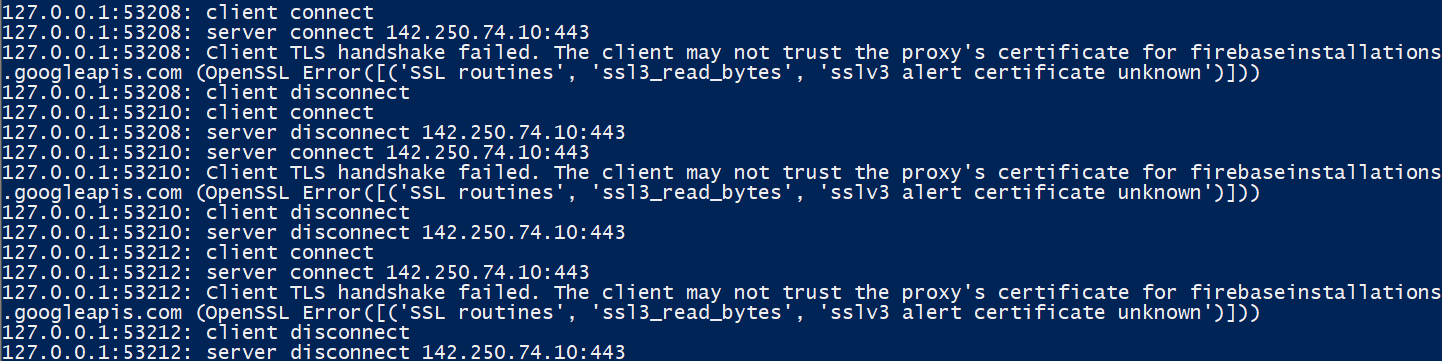 127.0.0.1:53208: client connect
127.0.0.1:53208: server connect 142.250.74.10:443
127.0.0.1:53208: Client TLS handshake failed. The client may not trust the proxy's certificate for firebaseinstallations
.googleapis.com (OpenSSL Error([('SSL routines', 'ssl3_read_bytes', 'sslv3 alert certificate unknown')]))
127.0.0.1:53208: client disconnect
127.0.0.1:53210: client connect
127.0.0.1:53208: server disconnect 142.250.74.10:443
127.0.0.1:53210: server connect 142.250.74.10:443
127.0.0.1:53210: Client TLS handshake failed. The client may not trust the proxy's certificate for firebaseinstallations
.googleapis.com (OpenSSL Error([('SSL routines', 'ssl3_read_bytes', 'sslv3 alert certificate unknown')]))
127.0.0.1:53210: client disconnect
127.0.0.1:53210: server disconnect 142.250.74.10:443
127.0.0.1:53212: client connect
127.0.0.1:53212: server connect 142.250.74.10:443
127.0.0.1:53212: Client TLS handshake failed. The client may not trust the proxy's certificate for firebaseinstallations
.googleapis.com (OpenSSL Error([('SSL routines', 'ssl3_read_bytes', 'sslv3 alert certificate unknown')]))
127.0.0.1:53212: client disconnect
127.0.0.1:53212: server disconnect 142.250.74.10:443